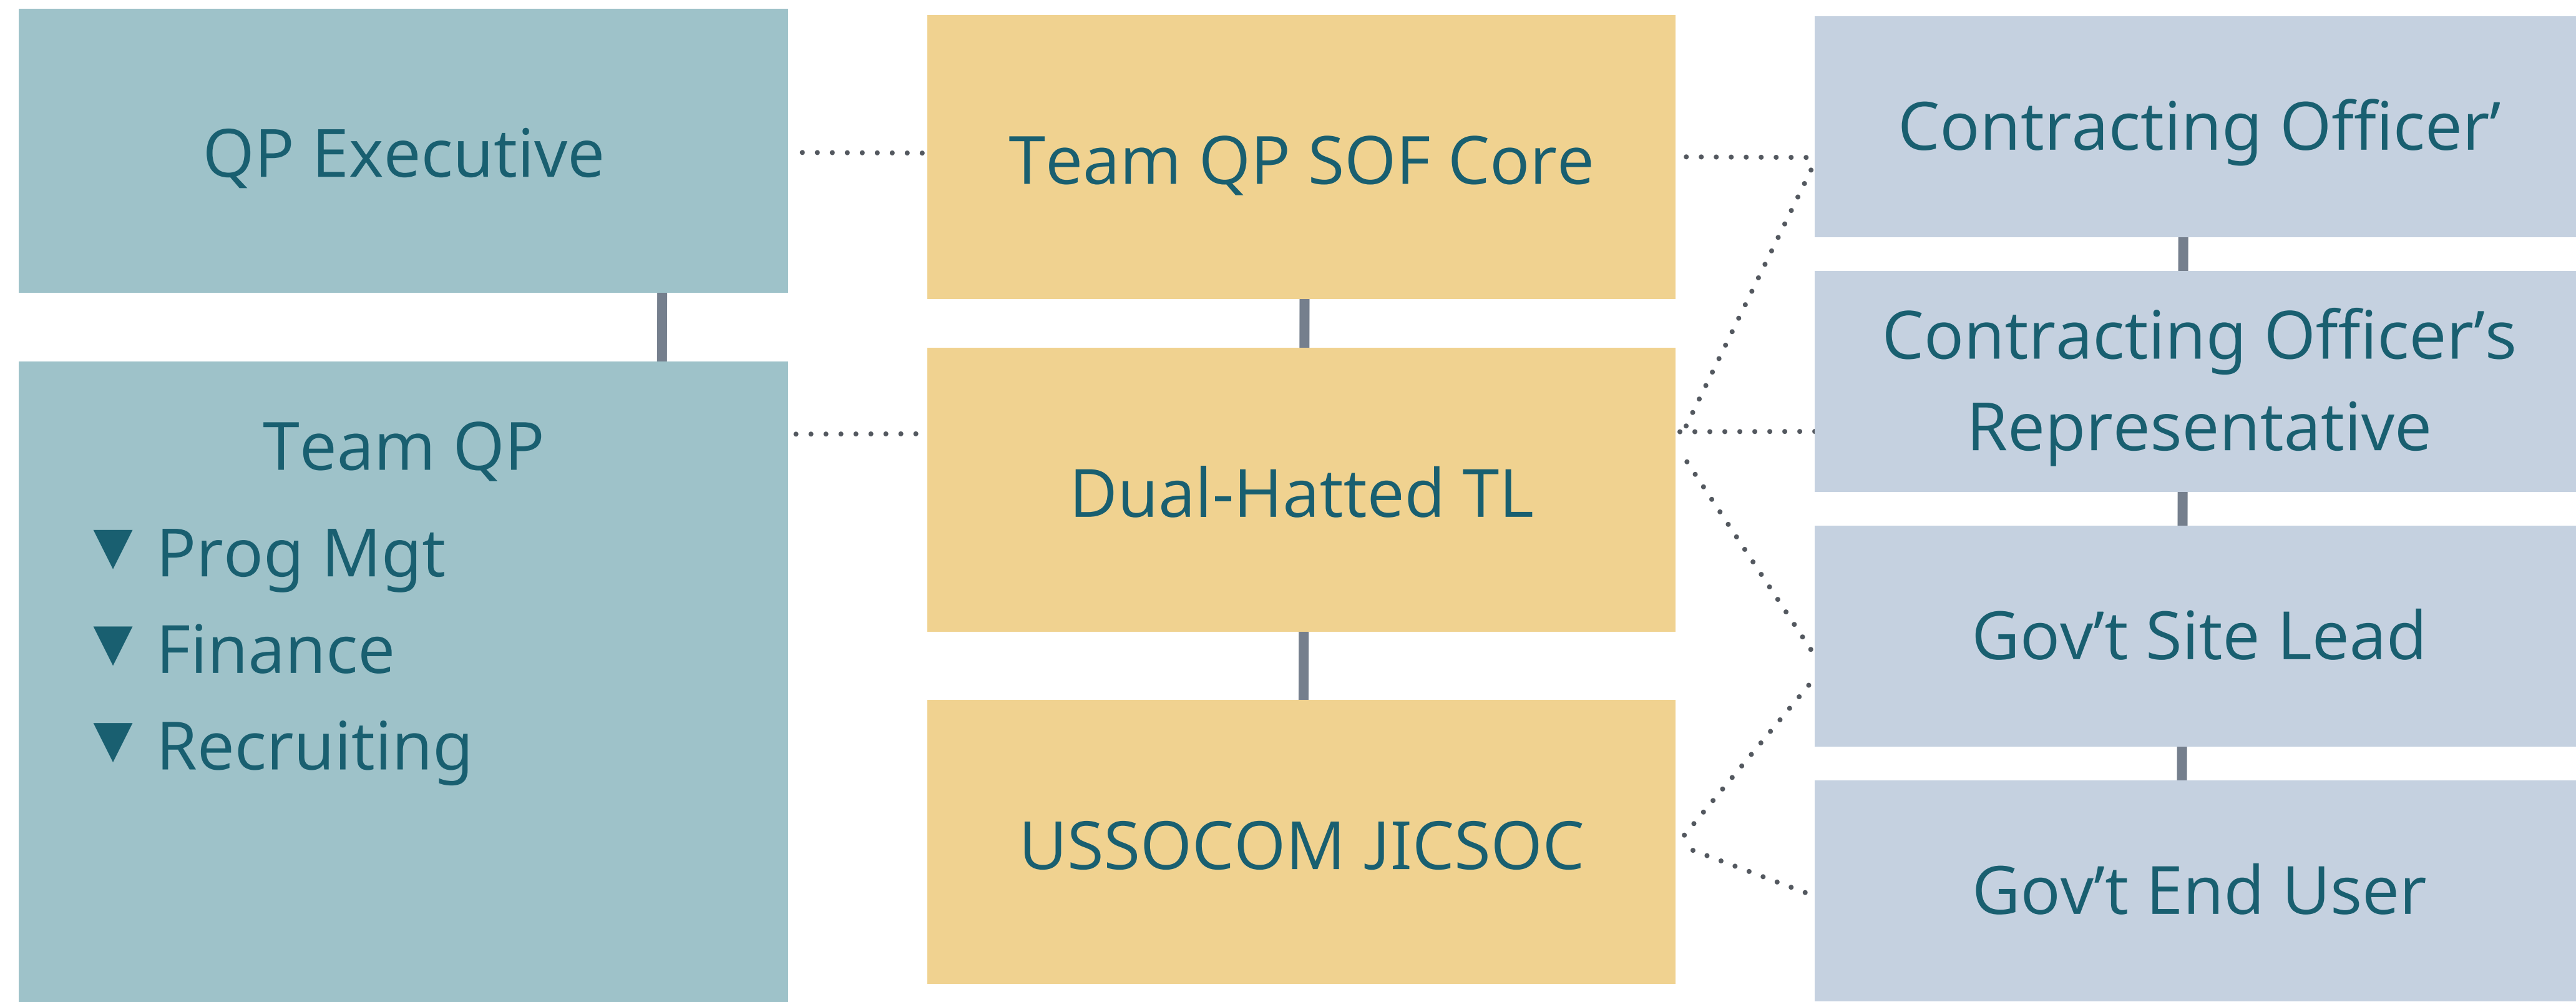 QP Executive
Team QP
▼ Prog Mgt
▼ Finance
▼ Recruiting
Team QP SOF Core
Dual-Hatted TL
USSOCOM JICSOC
Contracting Officer’
Contracting Officer’s
Representative
Gov’t Site Lead
Gov’t End User